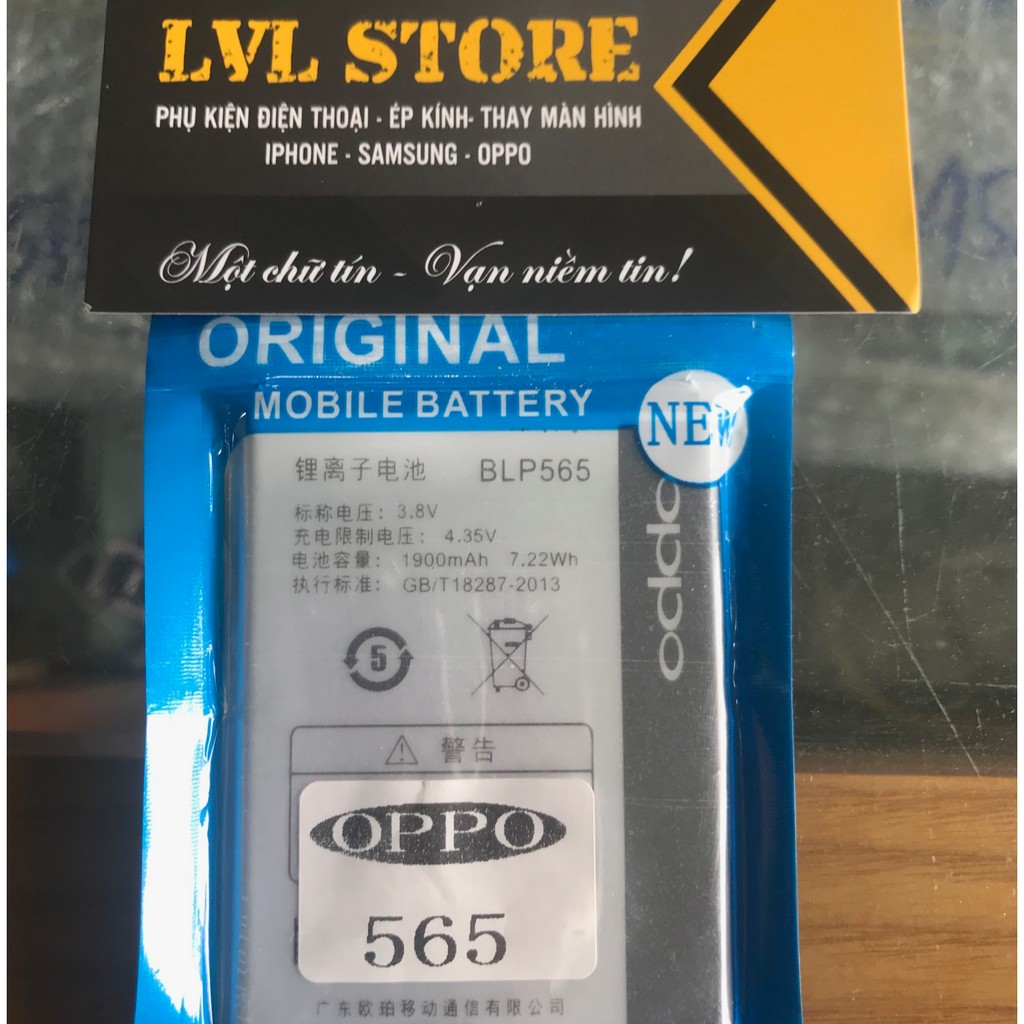 LVL STORE
PHỤ KIỆN ĐIỆN THOẠI - ÉP KÍNH- THAY MÀN HÌNH
IPHONE - SAMSUNG - OPPO
Một chữ tín - Vạn niềm tin!
ORIGINAL
MOBILE BATTERY
NEW
锂离子电池 BLP565
标称电压: 3.8V
充电限制电压: 4.35V
电池容量: 1900mAh 7.22Wh
执行标准: GB/T18287-2013
oppo
5
警告
OPPO
565
广东欧珀移动通信有限公司